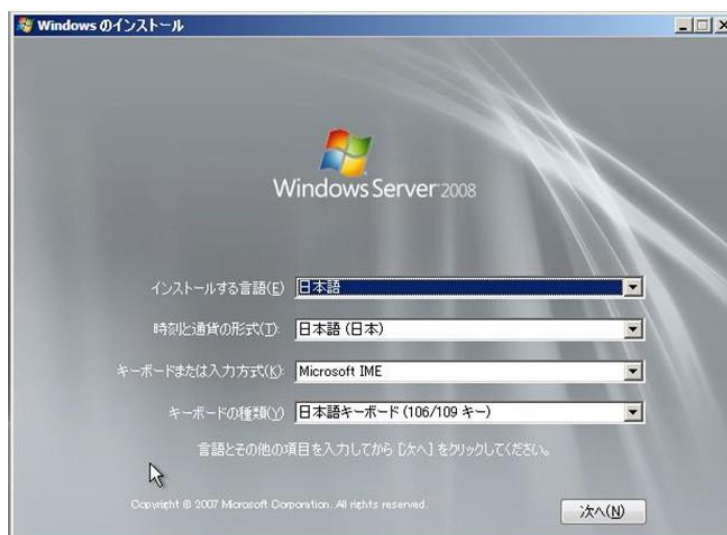 Windows のインストール
Windows Server 2008
インストールする言語(E) 日本語
時刻と通貨の形式(T): 日本語 (日本)
キーボードまたは入力方式(K): Microsoft IME
キーボードの種類(Y) 日本語キーボード (106/109 キー)
言語とその他の項目を入力してから [次へ] をクリックしてください。
Copyright © 2007 Microsoft Corporation. All rights reserved.
次へ(N)